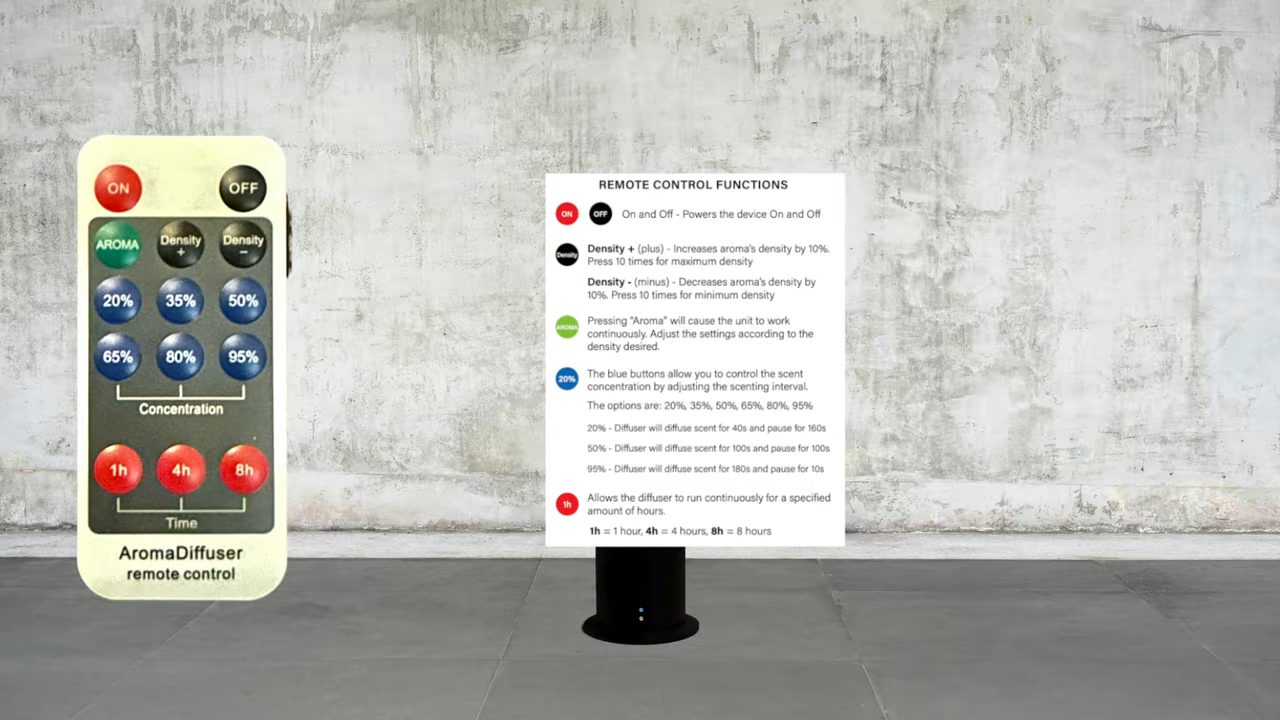 ON OFF
AROMA Density + Density -
20% 35% 50%
65% 80% 95%
Concentration
1h 4h 8h
Time
AromaDiffuser
remote control
REMOTE CONTROL FUNCTIONS
ON OFF On and Off - Powers the device On and Off
Density Density + (plus) - Increases aroma's density by 10%.
Press 10 times for maximum density
Density - (minus) - Decreases aroma's density by
10%. Press 10 times for minimum density
AROMA Pressing "Aroma" will cause the unit to work
continuously. Adjust the settings according to the
density desired.
20% The blue buttons allow you to control the scent
concentration by adjusting the scenting interval.
The options are: 20%, 35%, 50%, 65%, 80%, 95%
20% - Diffuser will diffuse scent for 40s and pause for 160s
50% - Diffuser will diffuse scent for 100s and pause for 100s
95% - Diffuser will diffuse scent for 180s and pause for 10s
1h Allows the diffuser to run continuously for a specified
amount of hours.
1h = 1 hour, 4h = 4 hours, 8h = 8 hours